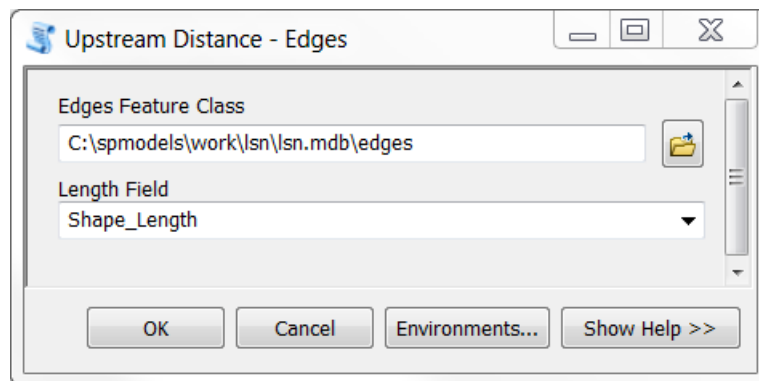 Upstream Distance - Edges
Edges Feature Class
C:\spmodels\work\lsn\lsn.mdb\edges
Length Field
Shape_Length
OK Cancel Environments... Show Help >>